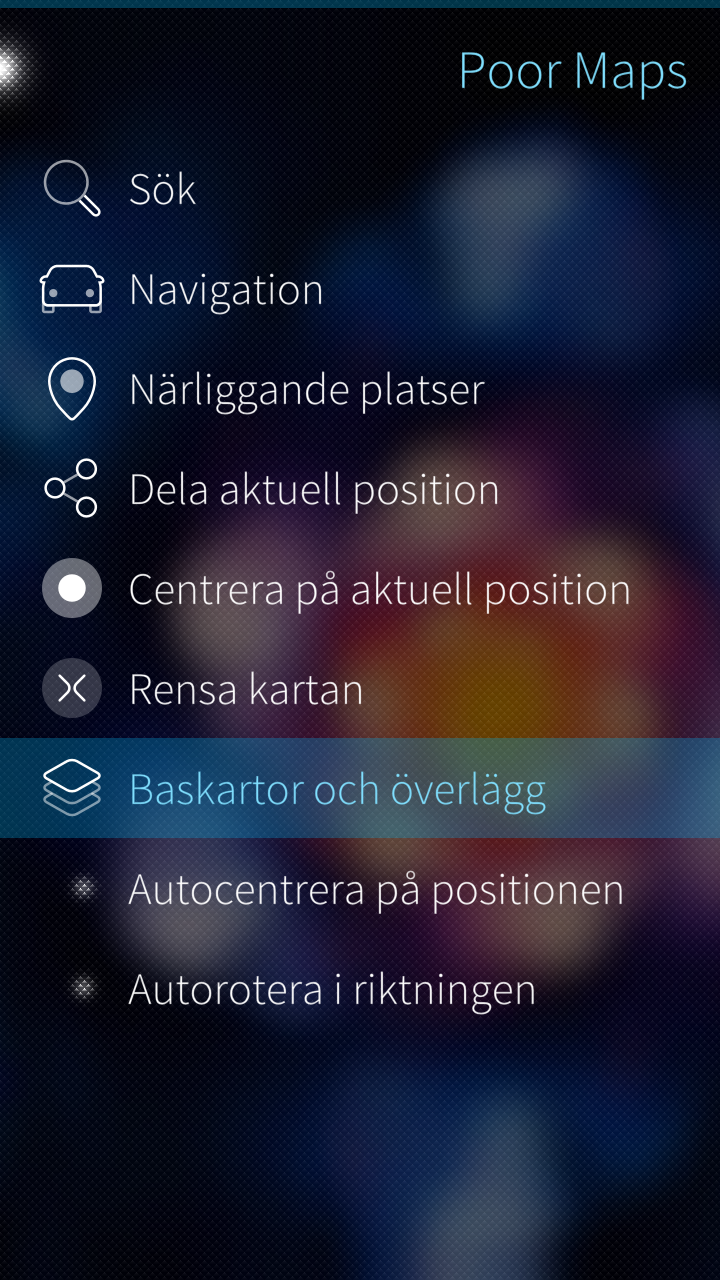 Poor Maps
Sök
Navigation
Närliggande platser
Dela aktuell position
Centrera på aktuell position
Rensa kartan
Baskartor och överlägg
Autocentrera på positionen
Autorotera i riktningen